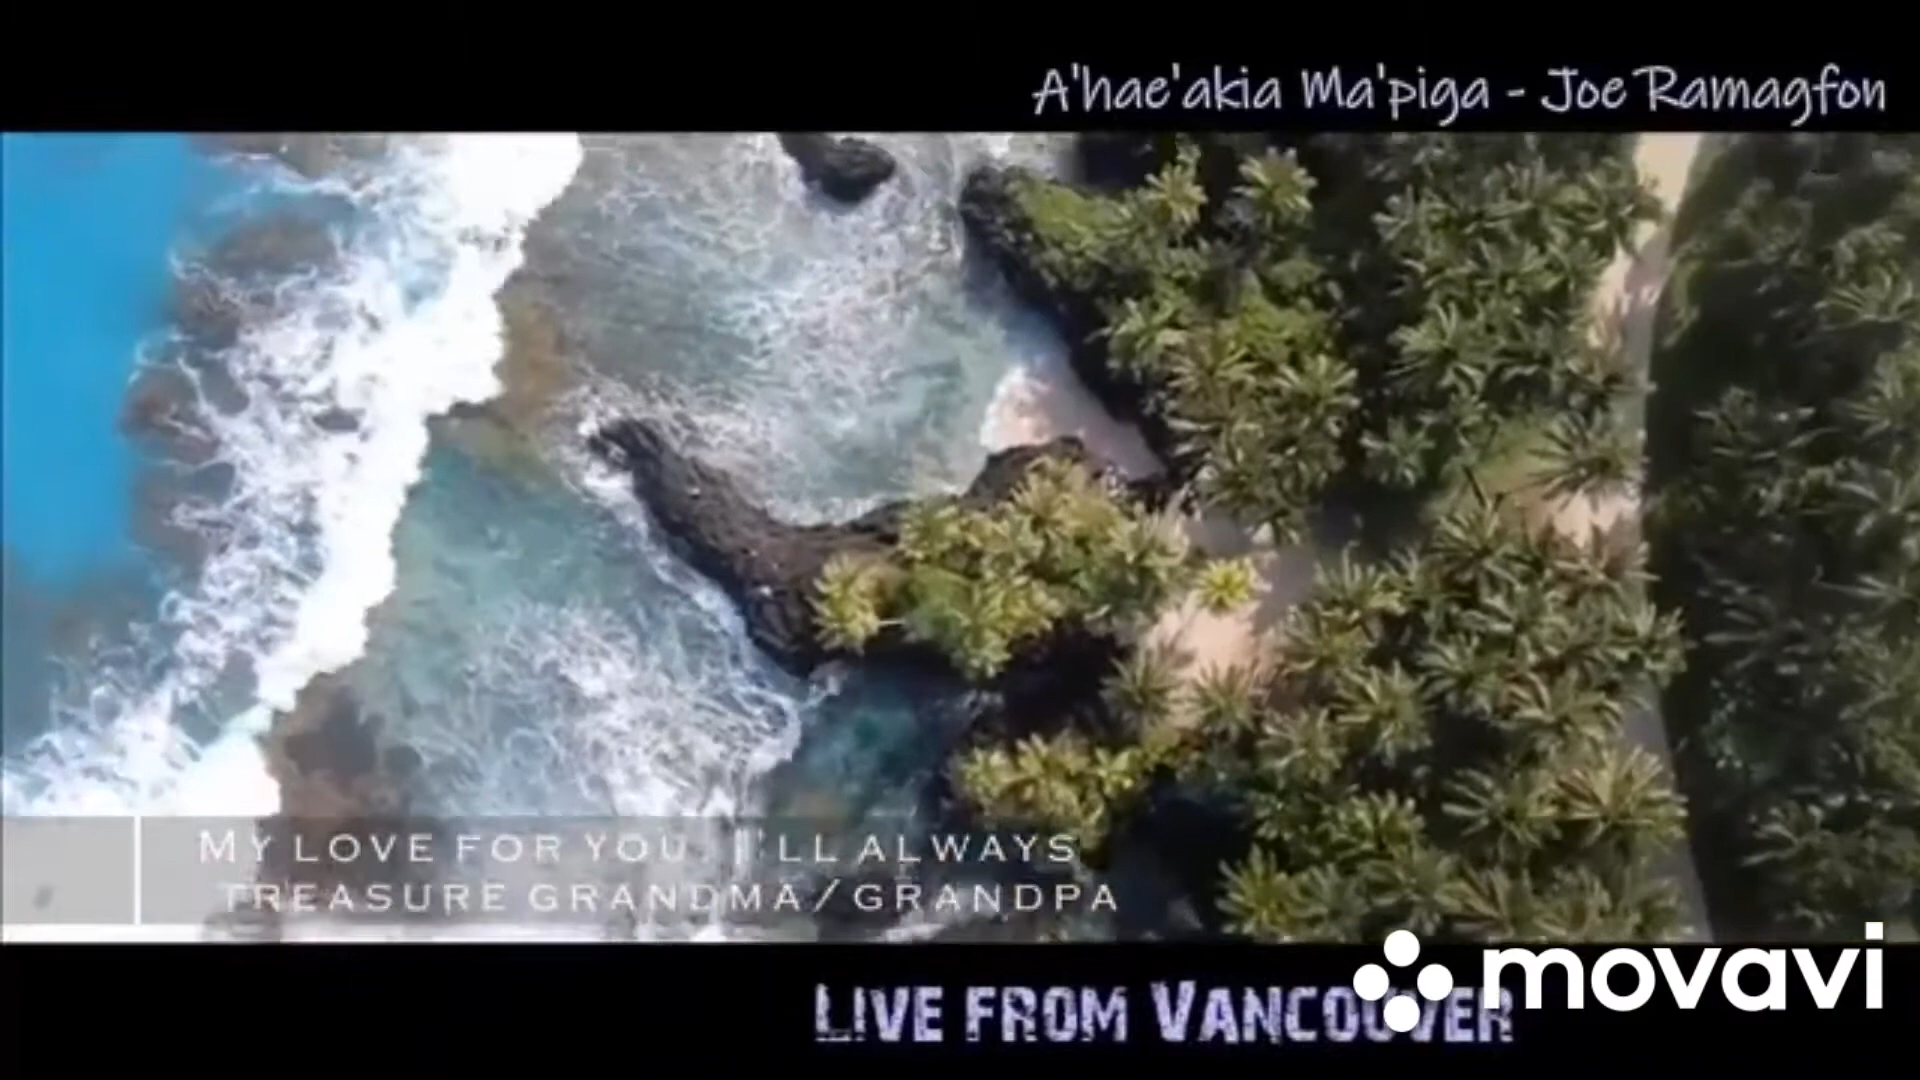 A'hae'akia Ma'piga - Joe Ramagfon
MY LOVE FOR YOU, I'LL ALWAYS
TREASURE GRANDMA/GRANDPA
LIVE FROM VANCOUVER
movavi